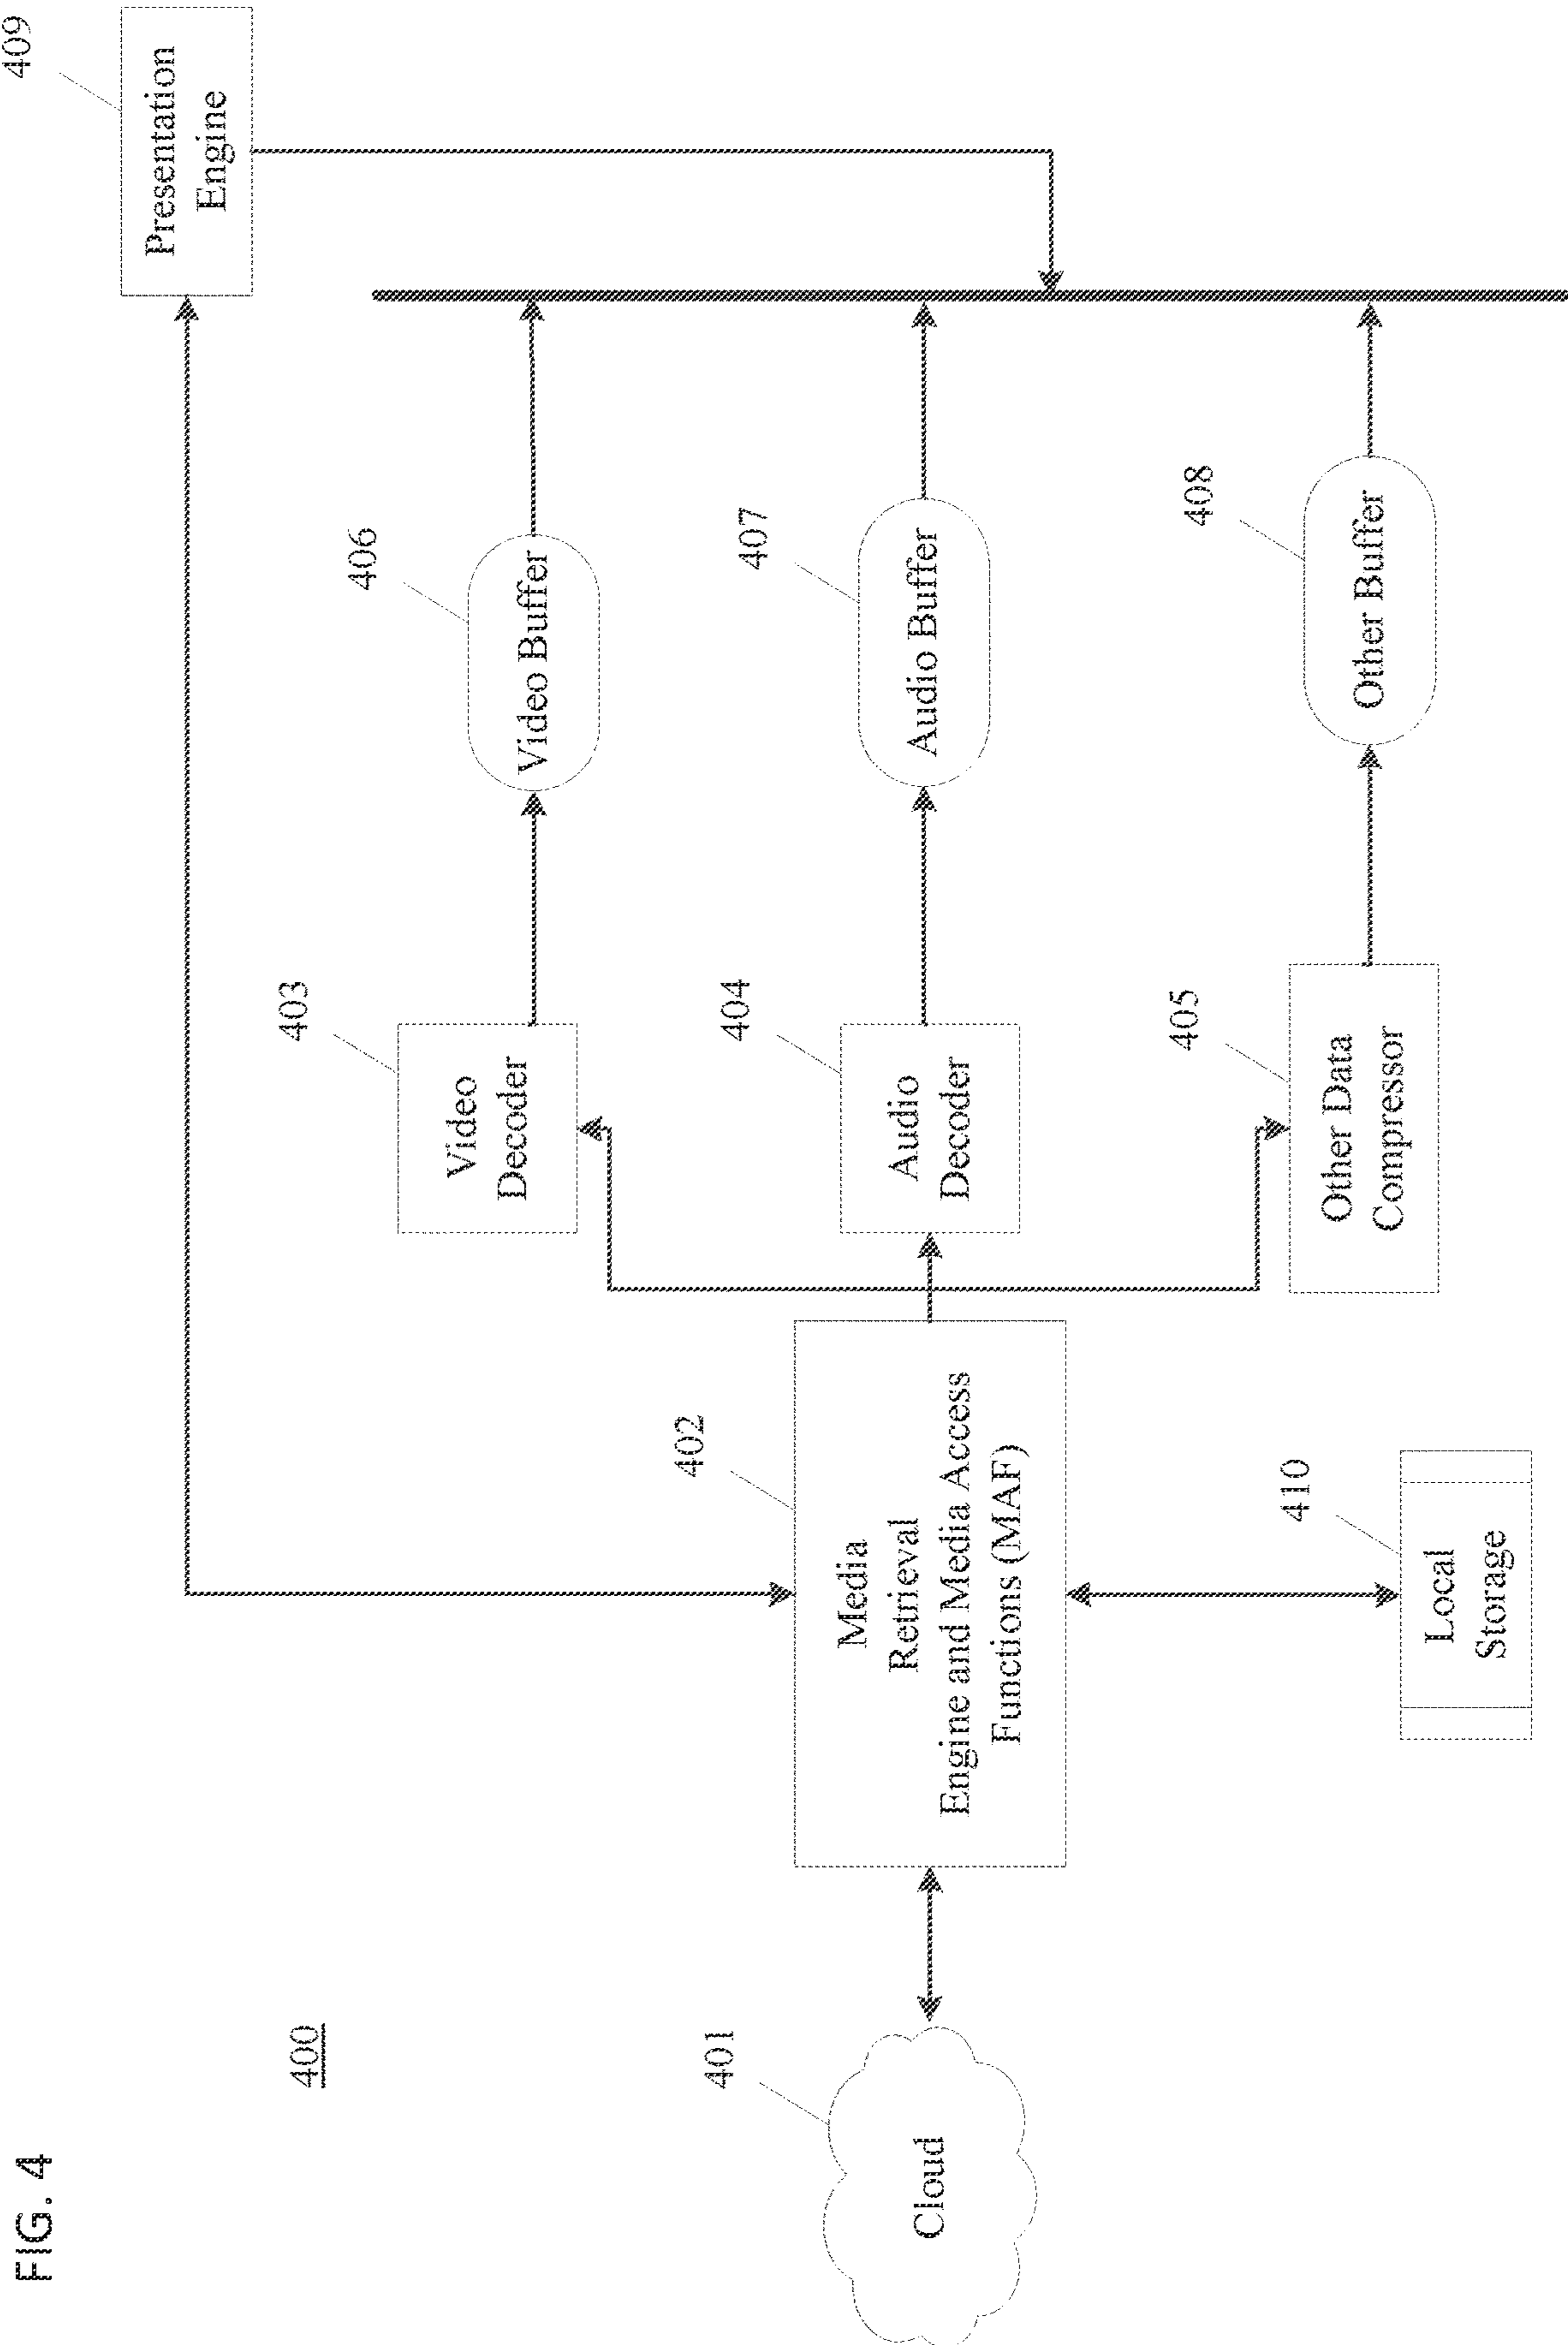 FIG. 4
400
401
Cloud
402
Media
Retrieval
Engine and Media Access
Functions (MAF)
410
Local
Storage
403
Video
Decoder
404
Audio
Decoder
405
Other Data
Compressor
406
Video Buffer
407
Audio Buffer
408
Other Buffer
409
Presentation
Engine